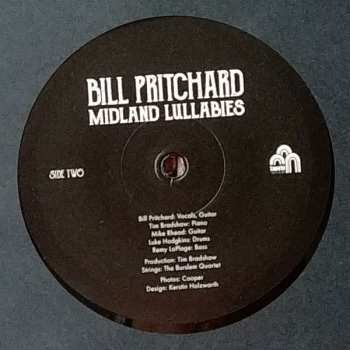 BILL PRITCHARD
MIDLAND LULLABIES
SIDE TWO
Bill Pritchard: Vocals, Guitar
Tim Bradshaw: Piano
Mike Rhead: Guitar
Luke Hodgkins: Drums
Remy LaPlage: Bass
Production: Tim Bradshaw
Strings: The Burslem Quartet
Photos: Cooper
Design: Kerstin Holzwarth